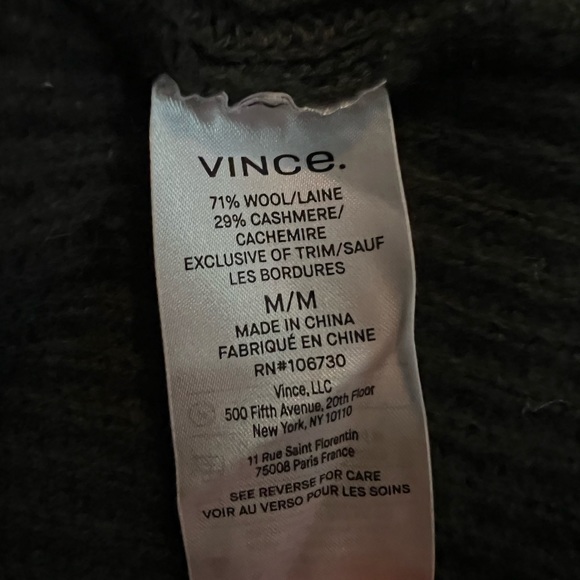 VINCE.
71% WOOL/LAINE
29% CASHMERE/
CACHEMIRE
EXCLUSIVE OF TRIM/SAUF
LES BORDURES
M/M
MADE IN CHINA
FABRIQUÉ EN CHINE
RN#106730
Vince, LLC
500 Fifth Avenue, 20th Floor
New York, NY 10110
11 Rue Saint Florentin
75008 Paris France
SEE REVERSE FOR CARE
VOIR AU VERSO POUR LES SOINS